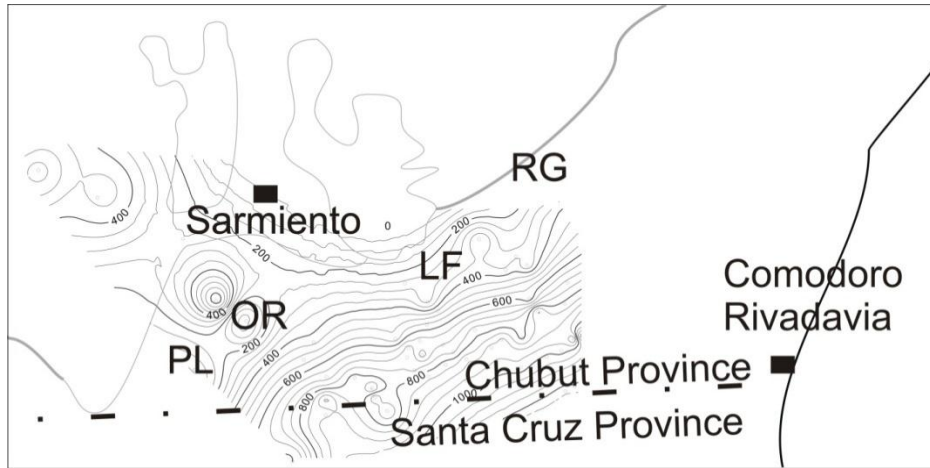 RG
400
Sarmiento
0
200
200
LF
400
Comodoro
Rivadavia
600
400
OR
PL
200
400
600
800
800
1000
Chubut Province
Santa Cruz Province